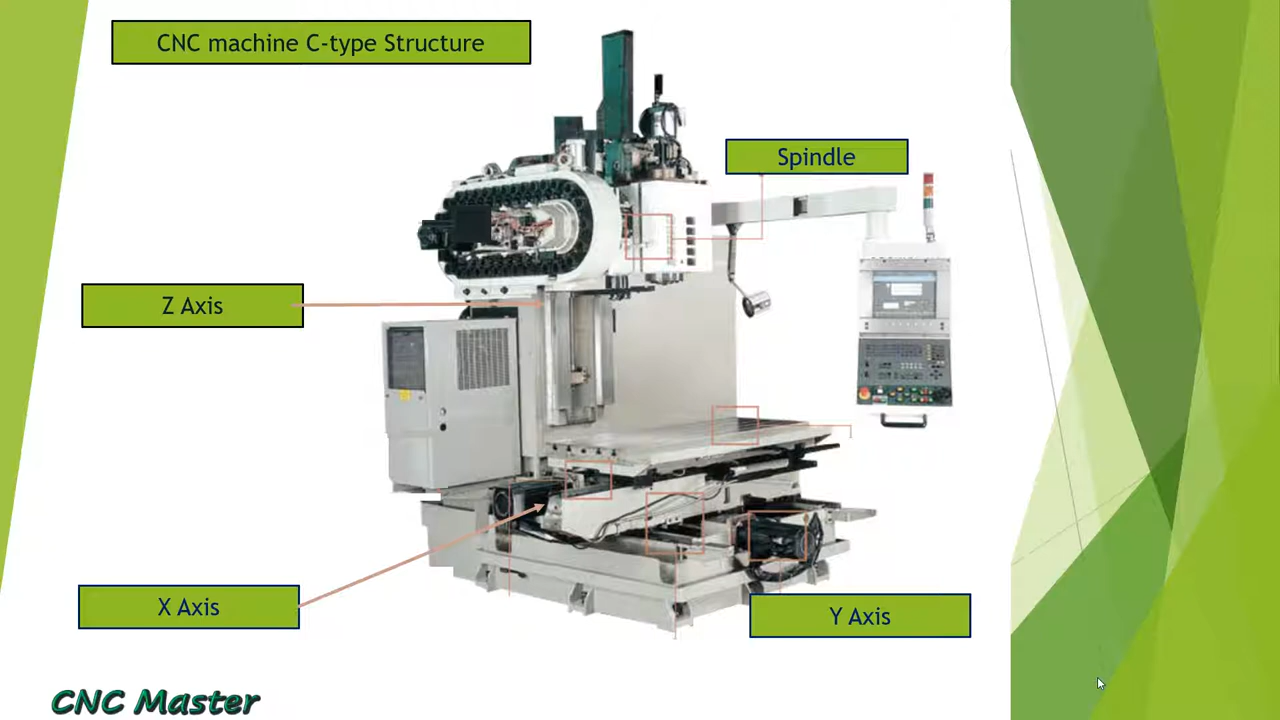 CNC machine C-type Structure
Spindle
Z Axis
X Axis
Y Axis
CNC Master